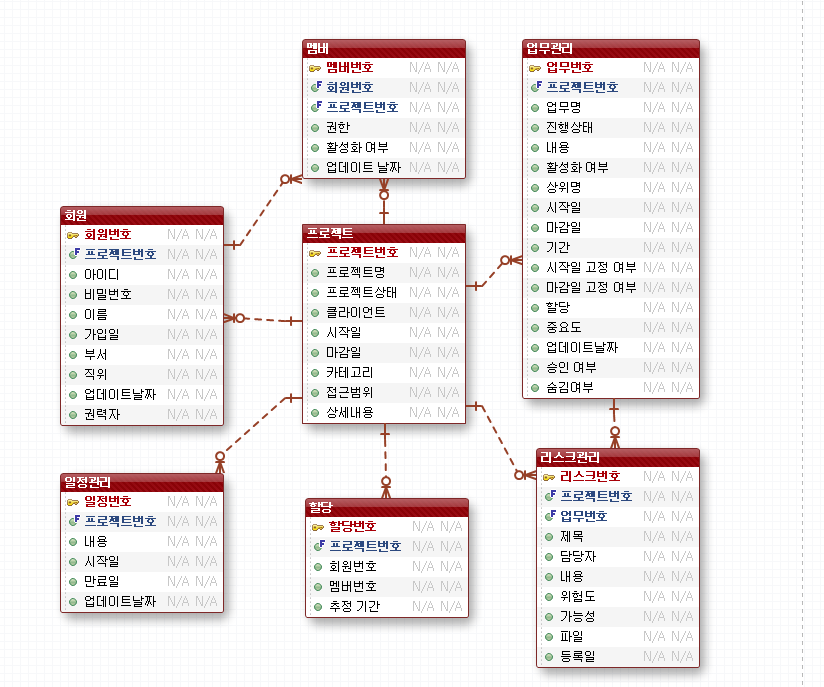 멤버
멤버번호 N/A N/A
회원번호 N/A N/A
프로젝트번호 N/A N/A
권한 N/A N/A
활성화 여부 N/A N/A
업데이트 날짜 N/A N/A
업무관리
업무번호 N/A N/A
프로젝트번호 N/A N/A
업무명 N/A N/A
진행상태 N/A N/A
내용 N/A N/A
활성화 여부 N/A N/A
상위명 N/A N/A
시작일 N/A N/A
마감일 N/A N/A
기간 N/A N/A
시작일 고정 여부 N/A N/A
마감일 고정 여부 N/A N/A
할당 N/A N/A
중요도 N/A N/A
업데이트날짜 N/A N/A
승인 여부 N/A N/A
숨김여부 N/A N/A
회원
회원번호 N/A N/A
프로젝트번호 N/A N/A
아이디 N/A N/A
비밀번호 N/A N/A
이름 N/A N/A
가입일 N/A N/A
부서 N/A N/A
직위 N/A N/A
업데이트날짜 N/A N/A
권력자 N/A N/A
프로젝트
프로젝트번호 N/A N/A
프로젝트명 N/A N/A
프로젝트상태 N/A N/A
클라이언트 N/A N/A
시작일 N/A N/A
마감일 N/A N/A
카테고리 N/A N/A
접근범위 N/A N/A
상세내용 N/A N/A
일정관리
일정번호 N/A N/A
프로젝트번호 N/A N/A
내용 N/A N/A
시작일 N/A N/A
만료일 N/A N/A
업데이트날짜 N/A N/A
할당
할당번호 N/A N/A
프로젝트번호 N/A N/A
회원번호 N/A N/A
멤버번호 N/A N/A
추정 기간 N/A N/A
리스크관리
리스크번호 N/A N/A
프로젝트번호 N/A N/A
업무번호 N/A N/A
제목 N/A N/A
담당자 N/A N/A
내용 N/A N/A
위험도 N/A N/A
가능성 N/A N/A
파일 N/A N/A
등록일 N/A N/A